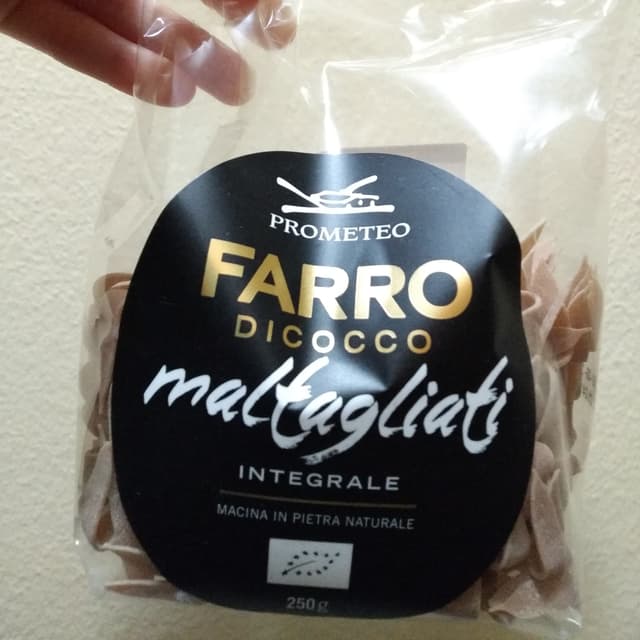 PROMETEO
FARRO
DICOCCO
maltagliati
INTEGRALE
MACINA IN PIETRA NATURALE
250g